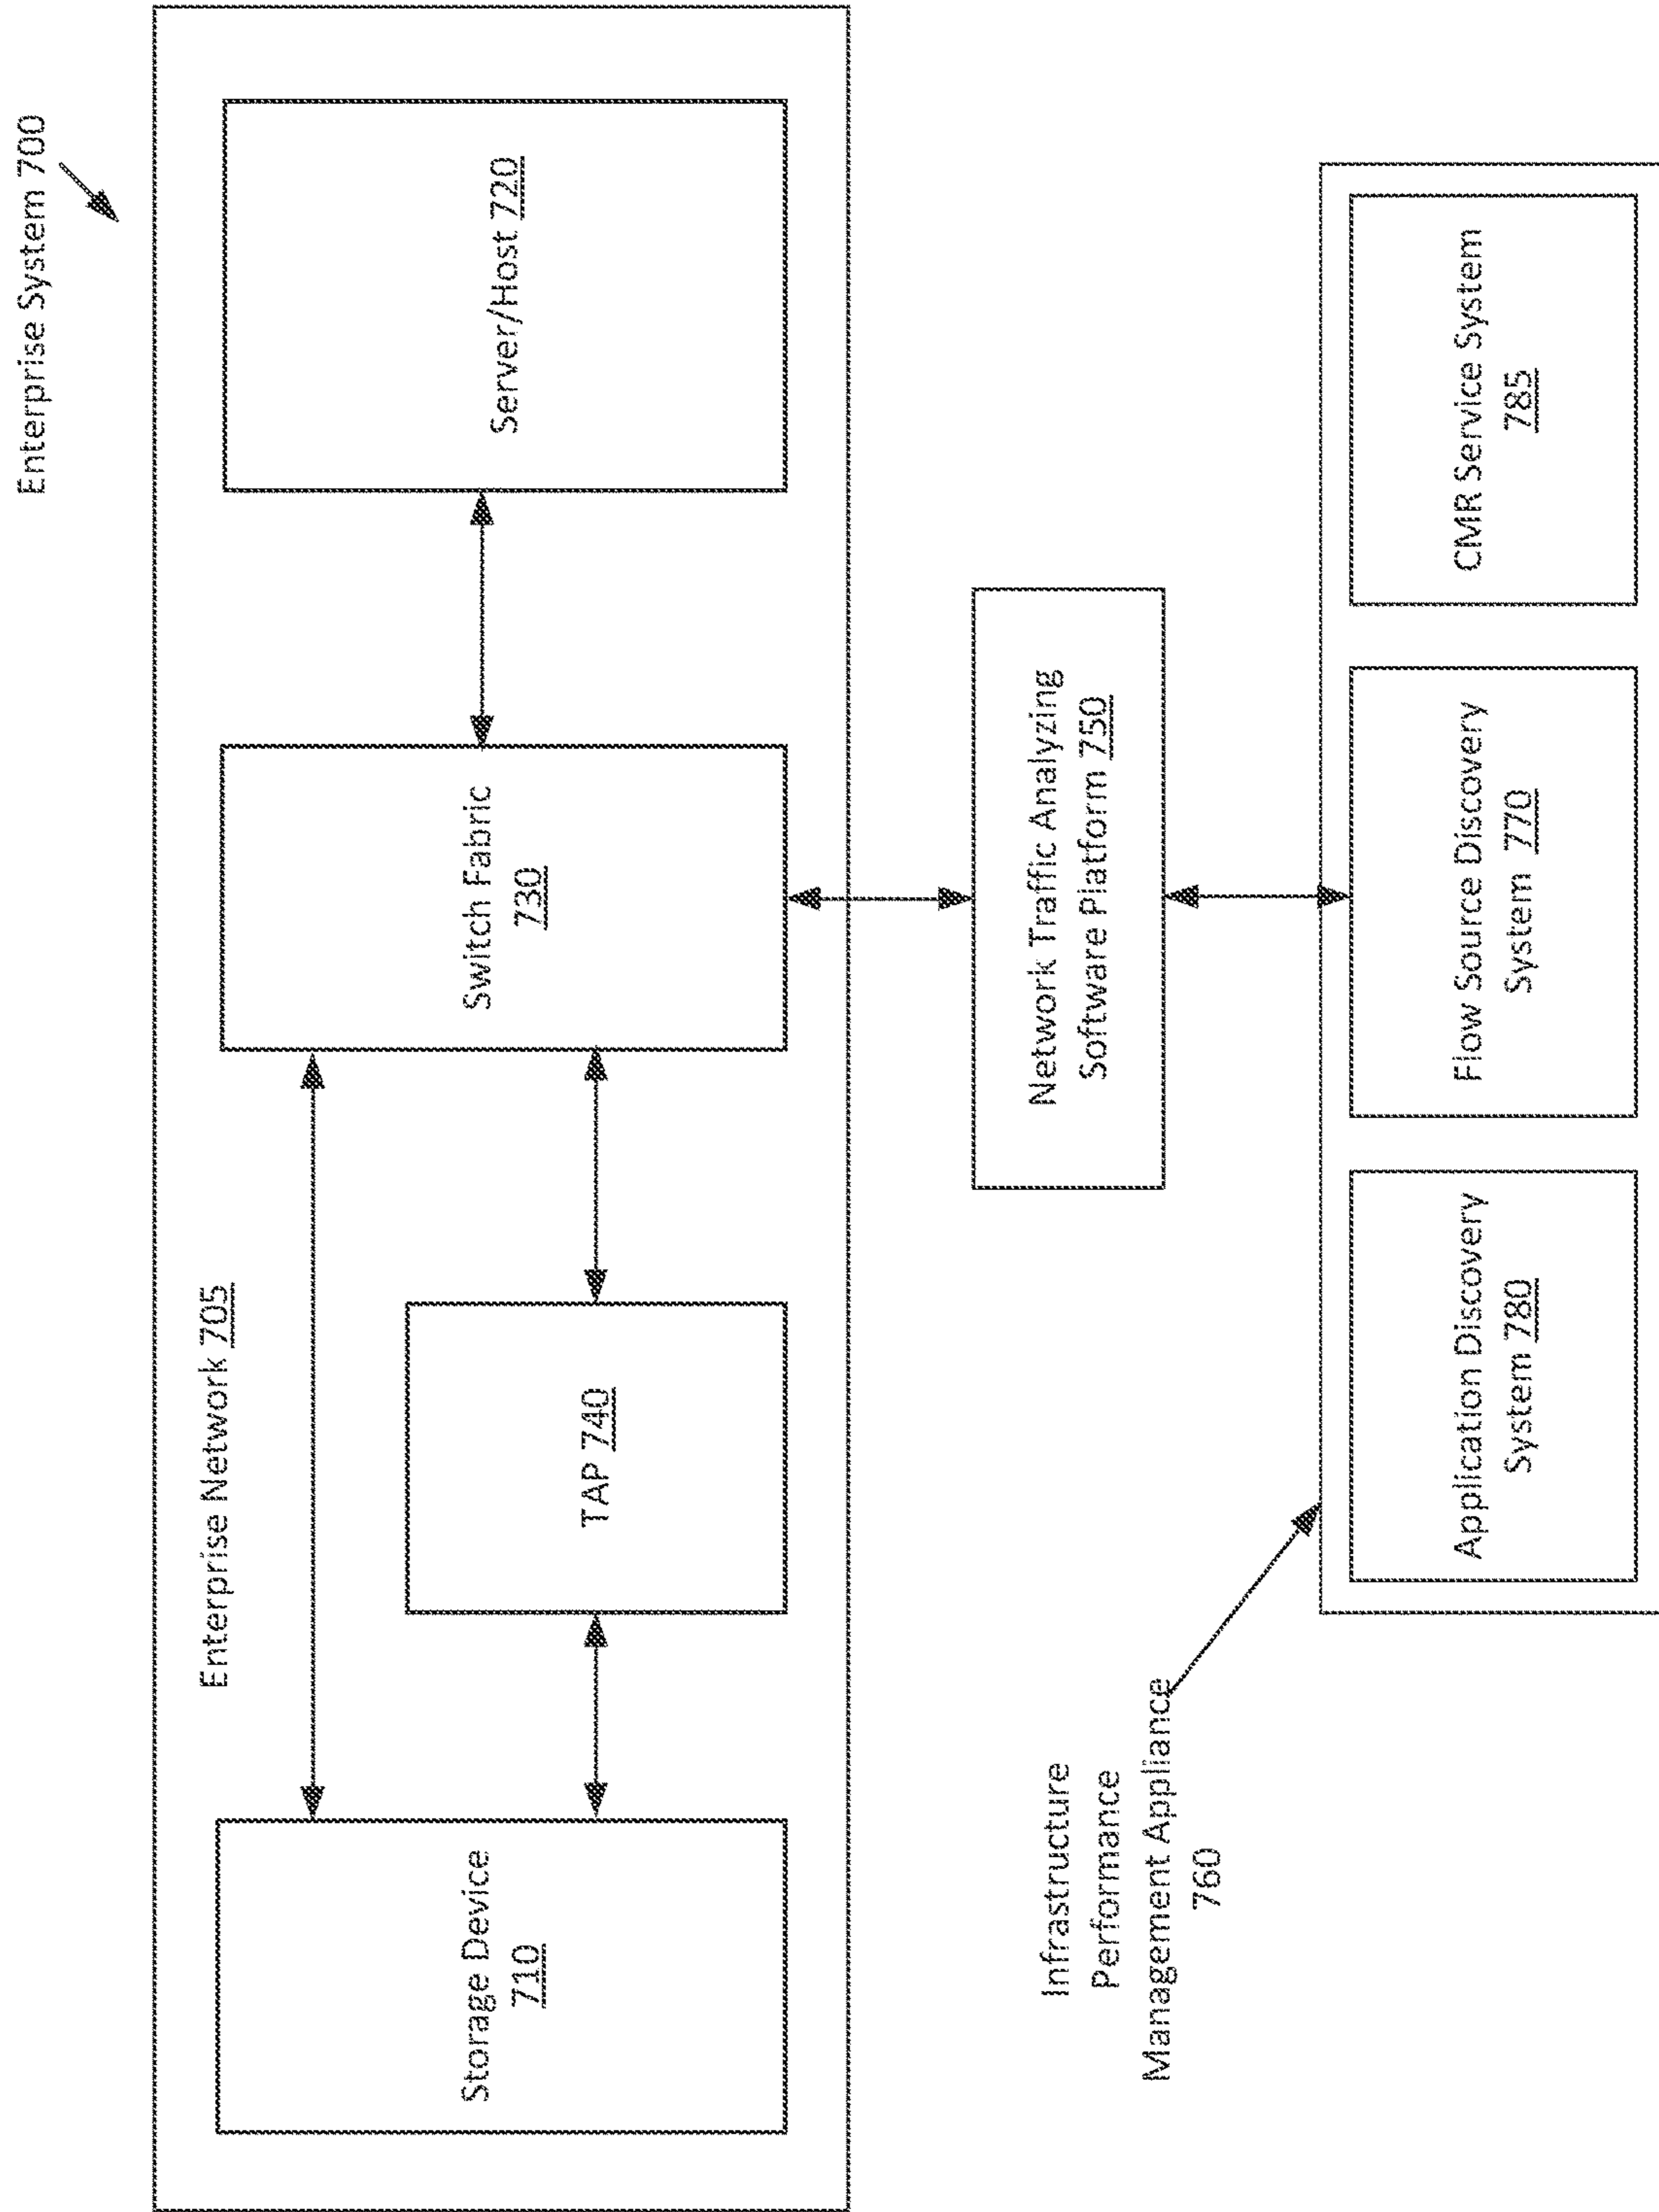 Enterprise System 700
Enterprise Network 705
Storage Device
710
TAP 740
Switch Fabric
730
Server/Host 720
Network Traffic Analyzing
Software Platform 750
Infrastructure
Performance
Management Appliance
760
Application Discovery
System 780
Flow Source Discovery
System 770
CMR Service System
785